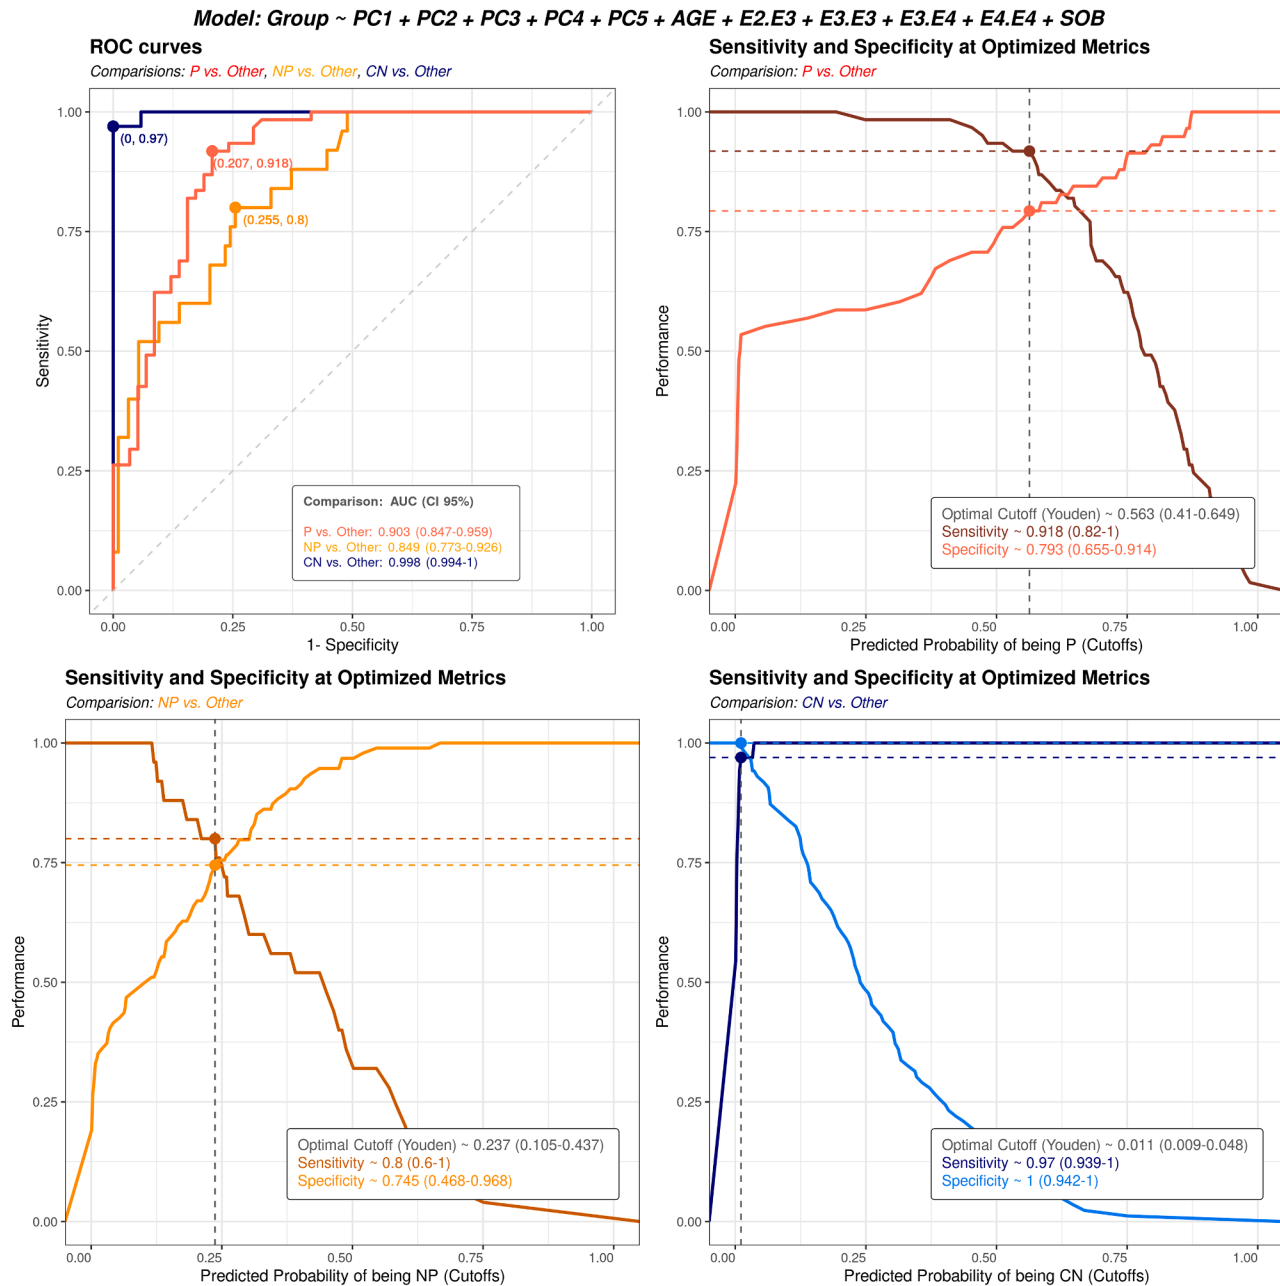 Model: Group ~ PC1 + PC2 + PC3 + PC4 + PC5 + AGE + E2.E3 + E3.E3 + E3.E4 + E4.E4 + SOB
ROC curves
Comparisions: P vs. Other, NP vs. Other, CN vs. Other
Sensitivity
1.00
0.75
0.50
0.25
0.00
(0, 0.97)
(0.207, 0.918)
(0.255, 0.8)
Comparison: AUC (CI 95%)
P vs. Other: 0.903 (0.847-0.959)
NP vs. Other: 0.849 (0.773-0.926)
CN vs. Other: 0.998 (0.994-1)
0.00 0.25 0.50 0.75 1.00
1- Specificity
Sensitivity and Specificity at Optimized Metrics
Comparision: P vs. Other
Performance
1.00
0.75
0.50
0.25
0.00
Optimal Cutoff (Youden) ~ 0.563 (0.41-0.649)
Sensitivity ~ 0.918 (0.82-1)
Specificity ~ 0.793 (0.655-0.914)
0.00 0.25 0.50 0.75 1.00
Predicted Probability of being P (Cutoffs)
Sensitivity and Specificity at Optimized Metrics
Comparision: NP vs. Other
Performance
1.00
0.75
0.50
0.25
0.00
Optimal Cutoff (Youden) ~ 0.237 (0.105-0.437)
Sensitivity ~ 0.8 (0.6-1)
Specificity ~ 0.745 (0.468-0.968)
0.00 0.25 0.50 0.75 1.00
Predicted Probability of being NP (Cutoffs)
Sensitivity and Specificity at Optimized Metrics
Comparision: CN vs. Other
Performance
1.00
0.75
0.50
0.25
0.00
Optimal Cutoff (Youden) ~ 0.011 (0.009-0.048)
Sensitivity ~ 0.97 (0.939-1)
Specificity ~ 1 (0.942-1)
0.00 0.25 0.50 0.75 1.00
Predicted Probability of being CN (Cutoffs)